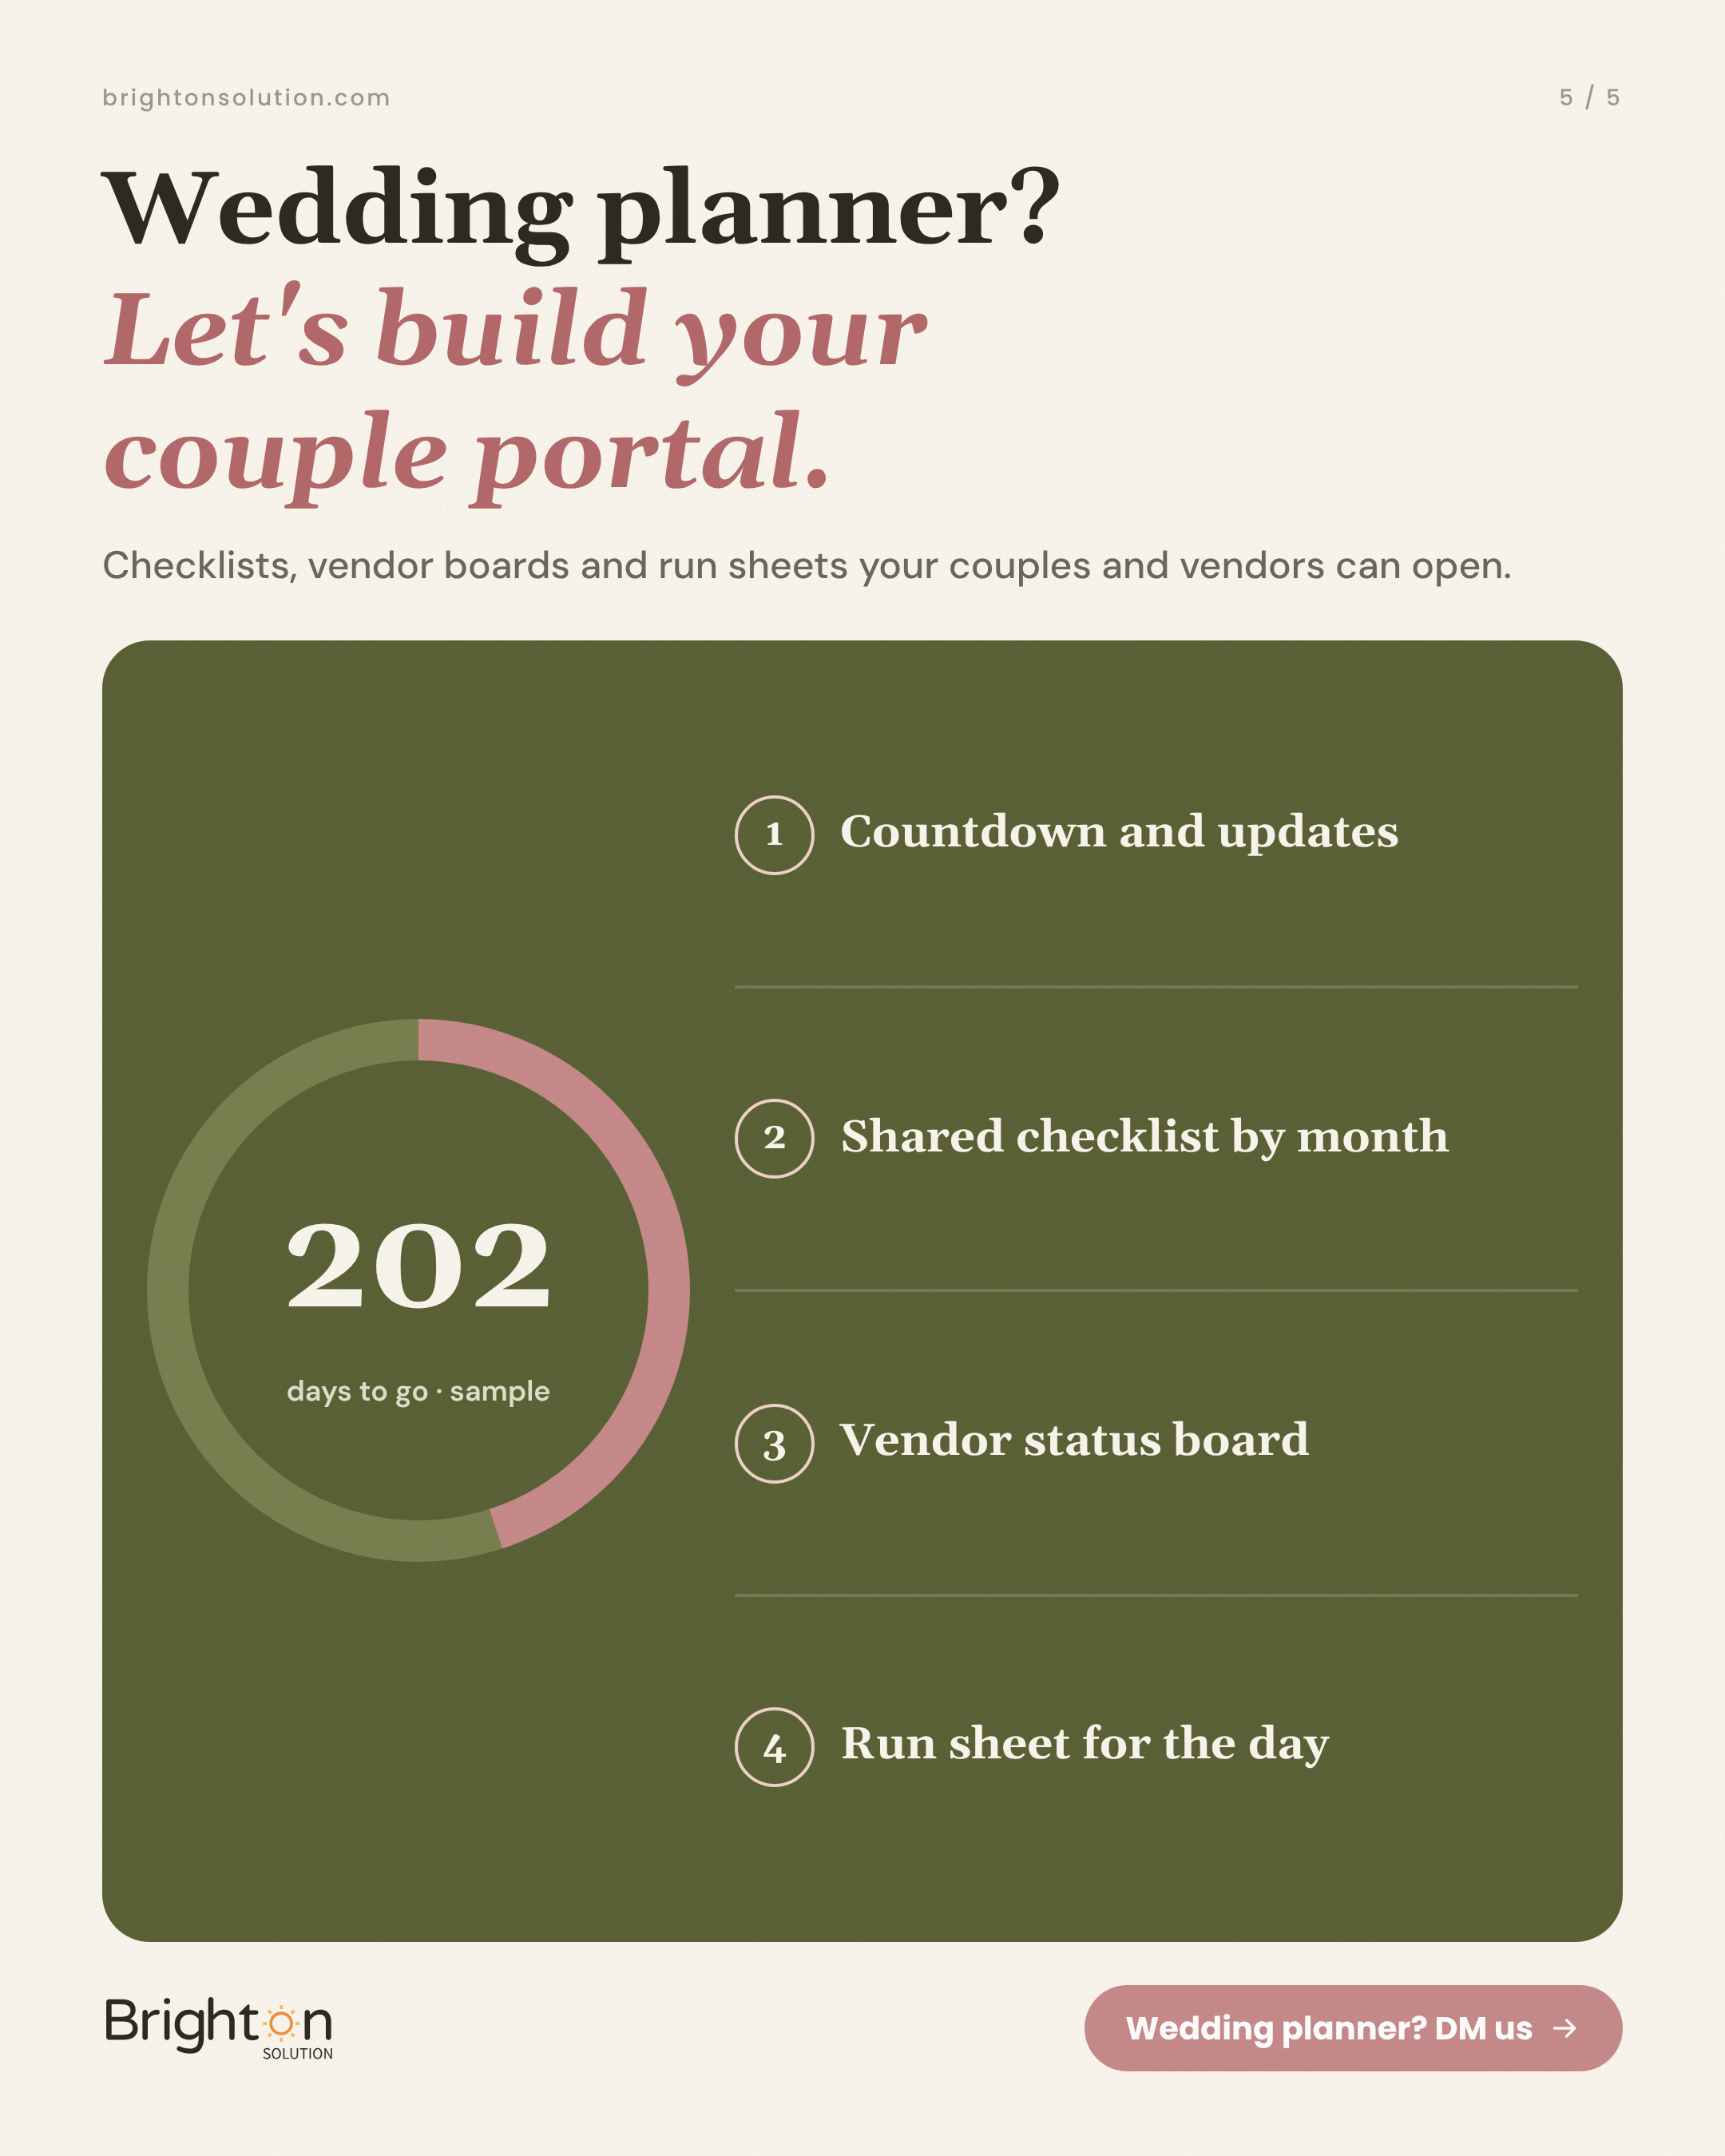 brightonsolution.com
5 / 5
Wedding planner?
Let's build your
couple portal.
Checklists, vendor boards and run sheets your couples and vendors can open.
202
days to go · sample
1 Countdown and updates
2 Shared checklist by month
3 Vendor status board
4 Run sheet for the day
Brighton
SOLUTION
Wedding planner? DM us →